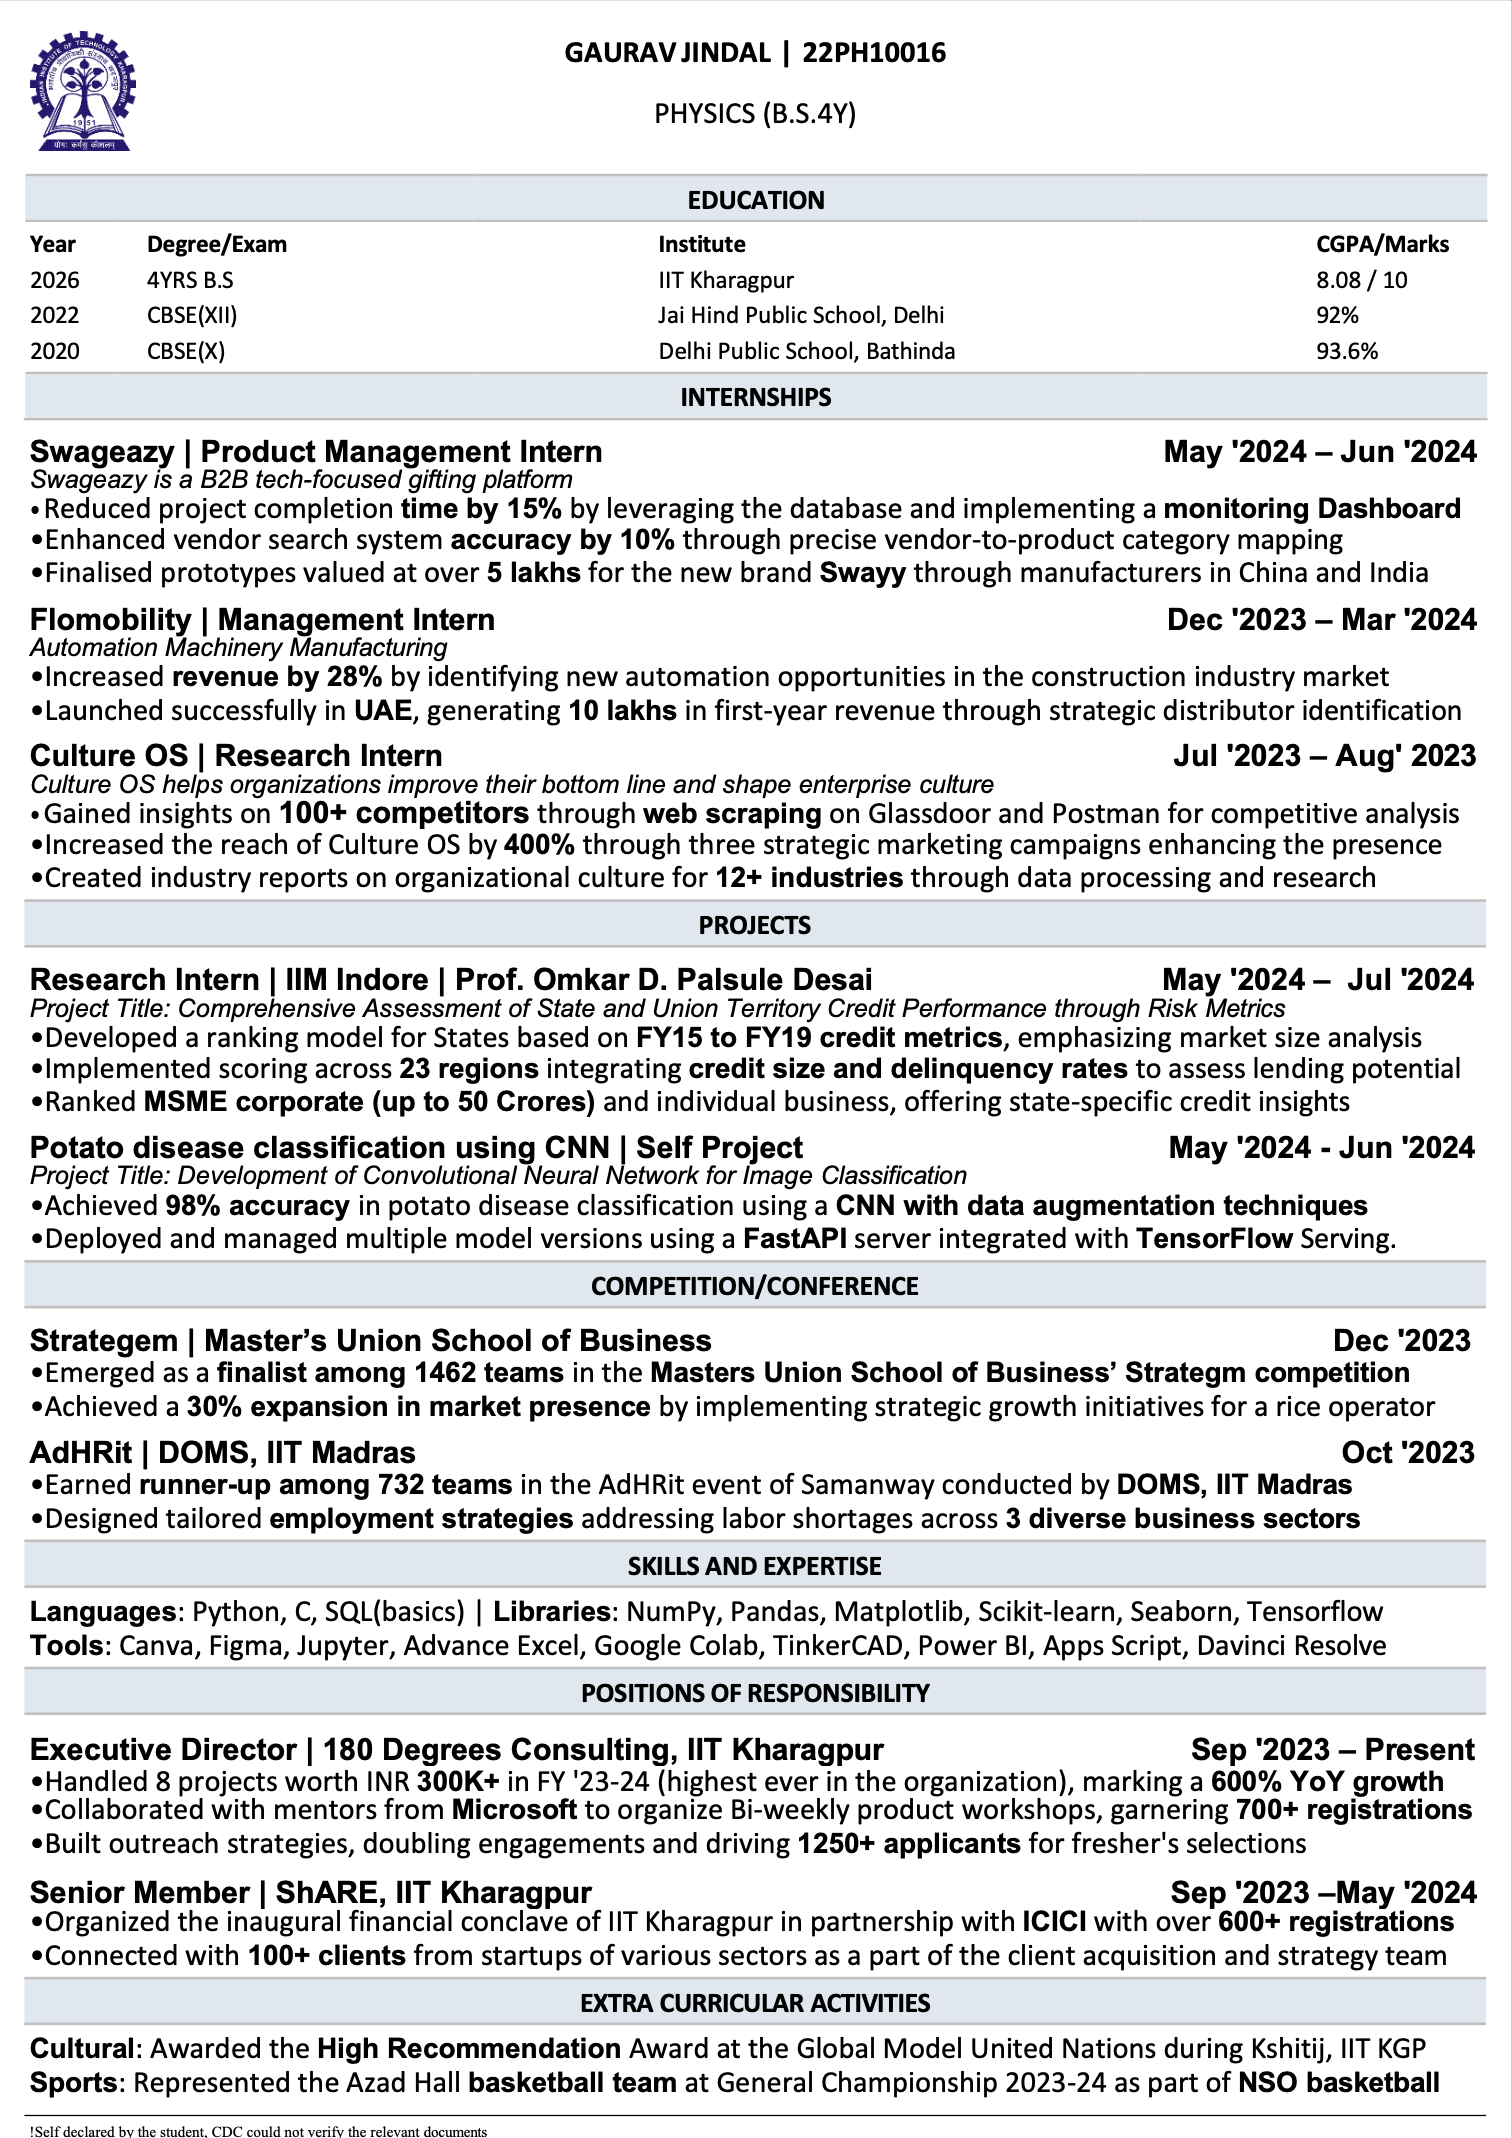 INDIAN INSTITUTE OF TECHNOLOGY KHARAGPUR
1951
योगः कर्मसु कौशलम्
GAURAV JINDAL | 22PH10016
PHYSICS (B.S.4Y)
EDUCATION
Year Degree/Exam Institute CGPA/Marks
2026 4YRS B.S IIT Kharagpur 8.08 / 10
2022 CBSE(XII) Jai Hind Public School, Delhi 92%
2020 CBSE(X) Delhi Public School, Bathinda 93.6%
INTERNSHIPS
Swageazy | Product Management Intern May '2024 – Jun '2024
Swageazy is a B2B tech-focused gifting platform
•Reduced project completion time by 15% by leveraging the database and implementing a monitoring Dashboard
•Enhanced vendor search system accuracy by 10% through precise vendor-to-product category mapping
•Finalised prototypes valued at over 5 lakhs for the new brand Swayy through manufacturers in China and India
Flomobility | Management Intern Dec '2023 – Mar '2024
Automation Machinery Manufacturing
•Increased revenue by 28% by identifying new automation opportunities in the construction industry market
•Launched successfully in UAE, generating 10 lakhs in first-year revenue through strategic distributor identification
Culture OS | Research Intern Jul '2023 – Aug' 2023
Culture OS helps organizations improve their bottom line and shape enterprise culture
•Gained insights on 100+ competitors through web scraping on Glassdoor and Postman for competitive analysis
•Increased the reach of Culture OS by 400% through three strategic marketing campaigns enhancing the presence
•Created industry reports on organizational culture for 12+ industries through data processing and research
PROJECTS
Research Intern | IIM Indore | Prof. Omkar D. Palsule Desai May '2024 – Jul '2024
Project Title: Comprehensive Assessment of State and Union Territory Credit Performance through Risk Metrics
•Developed a ranking model for States based on FY15 to FY19 credit metrics, emphasizing market size analysis
•Implemented scoring across 23 regions integrating credit size and delinquency rates to assess lending potential
•Ranked MSME corporate (up to 50 Crores) and individual business, offering state-specific credit insights
Potato disease classification using CNN | Self Project May '2024 - Jun '2024
Project Title: Development of Convolutional Neural Network for Image Classification
•Achieved 98% accuracy in potato disease classification using a CNN with data augmentation techniques
•Deployed and managed multiple model versions using a FastAPI server integrated with TensorFlow Serving.
COMPETITION/CONFERENCE
Strategem | Master’s Union School of Business Dec '2023
•Emerged as a finalist among 1462 teams in the Masters Union School of Business’ Strategm competition
•Achieved a 30% expansion in market presence by implementing strategic growth initiatives for a rice operator
AdHRit | DOMS, IIT Madras Oct '2023
•Earned runner-up among 732 teams in the AdHRit event of Samanway conducted by DOMS, IIT Madras
•Designed tailored employment strategies addressing labor shortages across 3 diverse business sectors
SKILLS AND EXPERTISE
Languages: Python, C, SQL(basics) | Libraries: NumPy, Pandas, Matplotlib, Scikit-learn, Seaborn, Tensorflow
Tools: Canva, Figma, Jupyter, Advance Excel, Google Colab, TinkerCAD, Power BI, Apps Script, Davinci Resolve
POSITIONS OF RESPONSIBILITY
Executive Director | 180 Degrees Consulting, IIT Kharagpur Sep '2023 – Present
•Handled 8 projects worth INR 300K+ in FY '23-24 (highest ever in the organization), marking a 600% YoY growth
•Collaborated with mentors from Microsoft to organize Bi-weekly product workshops, garnering 700+ registrations
•Built outreach strategies, doubling engagements and driving 1250+ applicants for fresher's selections
Senior Member | ShARE, IIT Kharagpur Sep '2023 –May '2024
•Organized the inaugural financial conclave of IIT Kharagpur in partnership with ICICI with over 600+ registrations
•Connected with 100+ clients from startups of various sectors as a part of the client acquisition and strategy team
EXTRA CURRICULAR ACTIVITIES
Cultural: Awarded the High Recommendation Award at the Global Model United Nations during Kshitij, IIT KGP
Sports: Represented the Azad Hall basketball team at General Championship 2023-24 as part of NSO basketball
!Self declared by the student, CDC could not verify the relevant documents